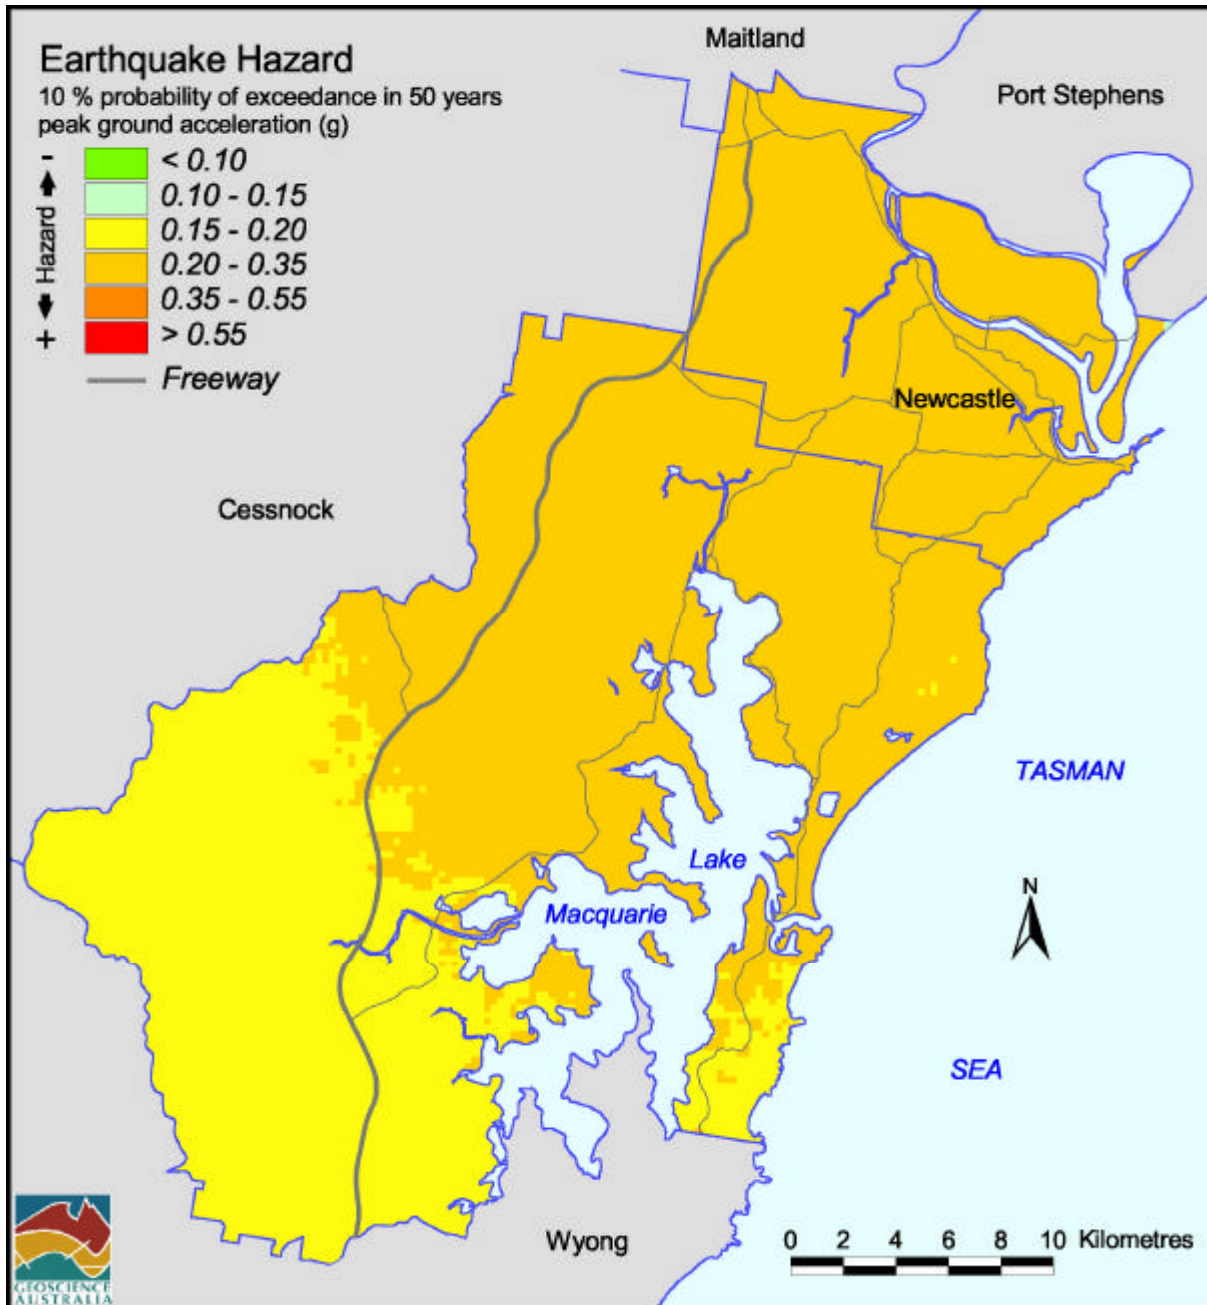 Earthquake Hazard
10 % probability of exceedance in 50 years
peak ground acceleration (g)
- Hazard +
< 0.10
0.10 - 0.15
0.15 - 0.20
0.20 - 0.35
0.35 - 0.55
> 0.55
Freeway
Maitland
Port Stephens
Newcastle
Cessnock
TASMAN
Lake
Macquarie
N
SEA
Wyong
0 2 4 6 8 10 Kilometres
GEOSCIENCE
AUSTRALIA